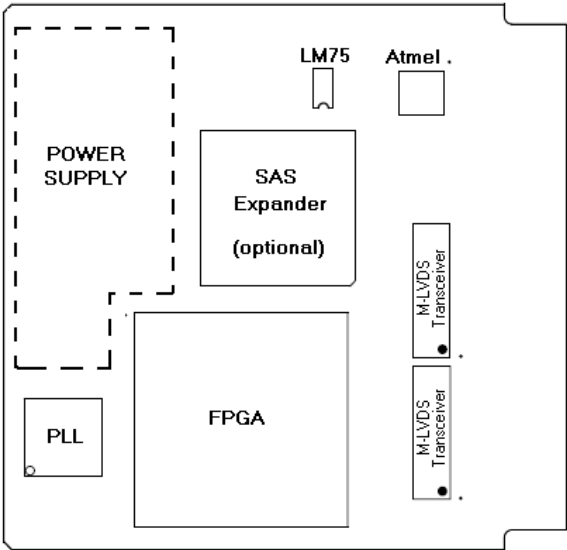 LM75
Atmel
POWER
SUPPLY
SAS
Expander
(optional)
M-LVDS
Transceiver
FPGA
PLL
M-LVDS
Transceiver